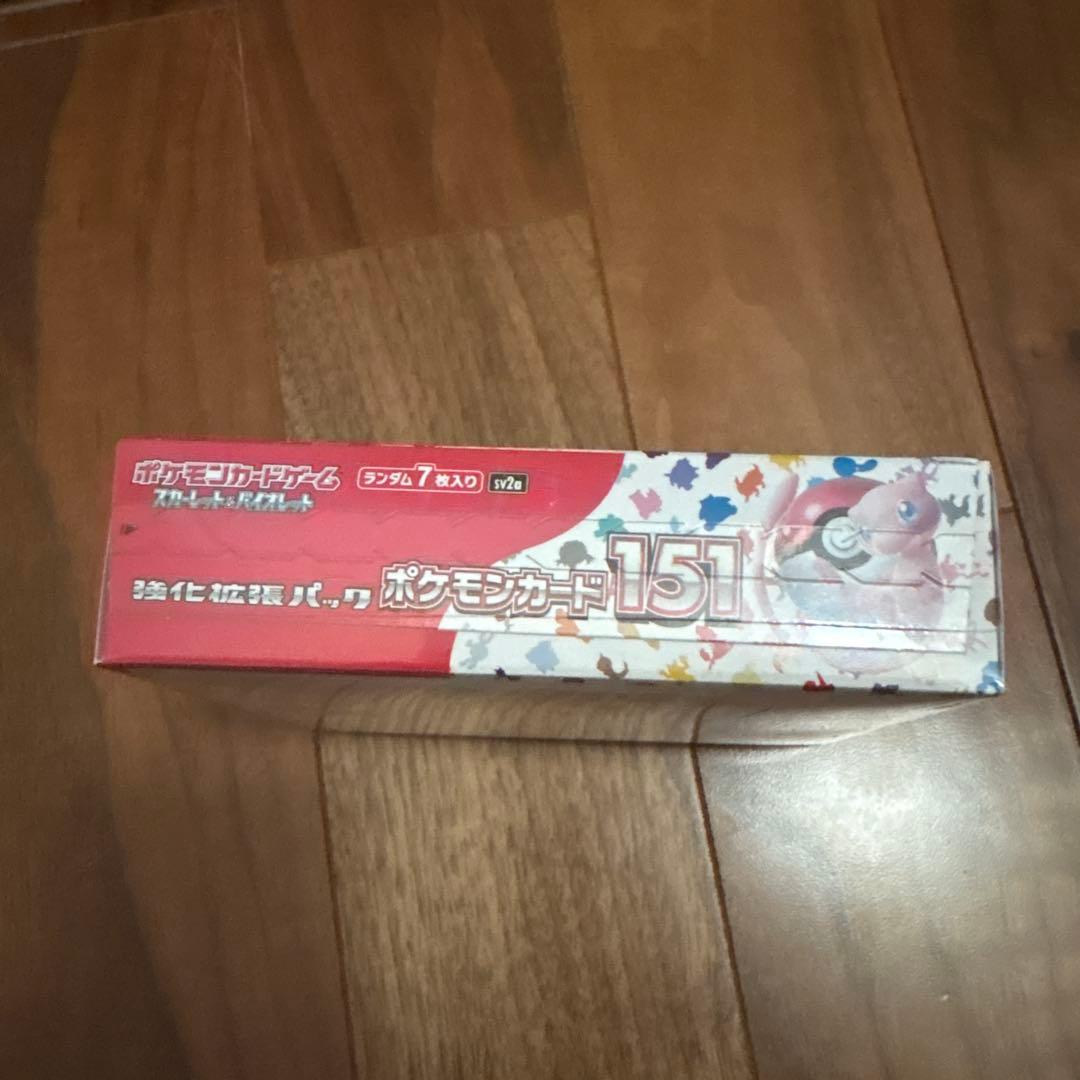 ポケモンカードゲーム
スカーレット&バイオレット
ランダム7枚入り
sv2a
強化拡張パック ポケモンカード151